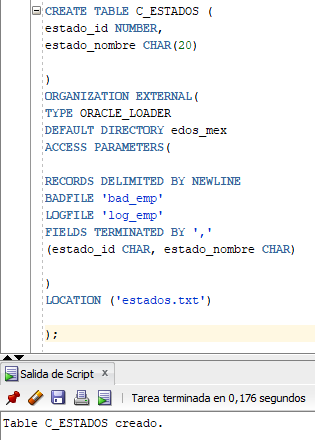 CREATE TABLE C_ESTADOS (
estado_id NUMBER,
estado_nombre CHAR(20)
)
ORGANIZATION EXTERNAL(
TYPE ORACLE_LOADER
DEFAULT DIRECTORY edos_mex
ACCESS PARAMETERS(
RECORDS DELIMITED BY NEWLINE
BADFILE 'bad_emp'
LOGFILE 'log_emp'
FIELDS TERMINATED BY ','
(estado_id CHAR, estado_nombre CHAR)
)
LOCATION ('estados.txt')
);
Salida de Script x
Tarea terminada en 0,176 segundos
Table C_ESTADOS creado.